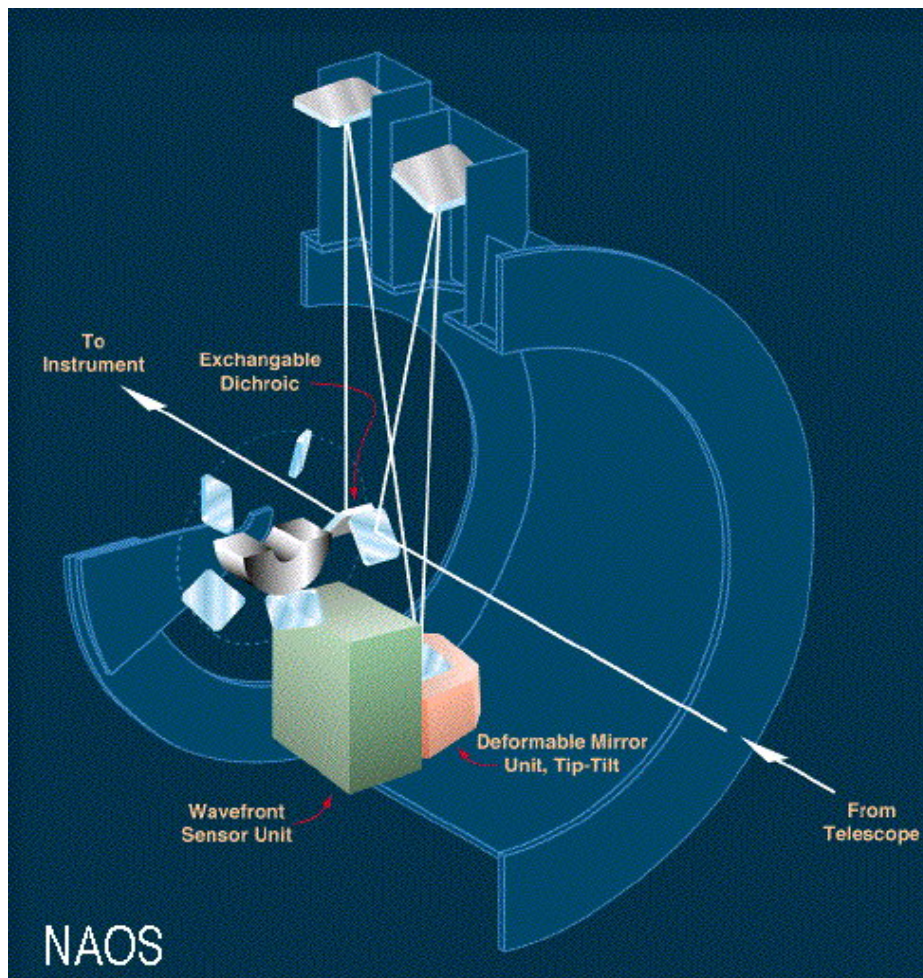 To
Instrument
Exchangable
Dichroic
Deformable Mirror
Unit, Tip-Tilt
Wavefront
Sensor Unit
From
Telescope
NAOS